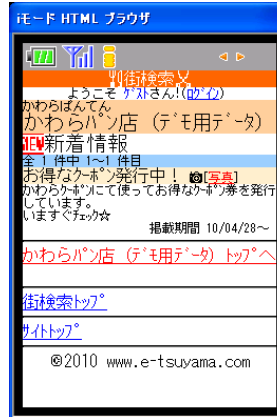 iモード HTML ブラウザ
街検索
ようこそ ゲストさん!(ログイン)
かわらぱんてん
かわらパン店 (デモ用データ)
NEW新着情報
全 1 件中 1~1 件目
お得なクーポン発行中! [写真]
かわらクーポンにて使ってお得なクーポン券を発行
しています。
いますぐチェック☆
掲載期間 10/04/28~
かわらパン店 (デモ用データ) トップへ
街検索トップ
サイトトップ
©2010 www.e-tsuyama.com